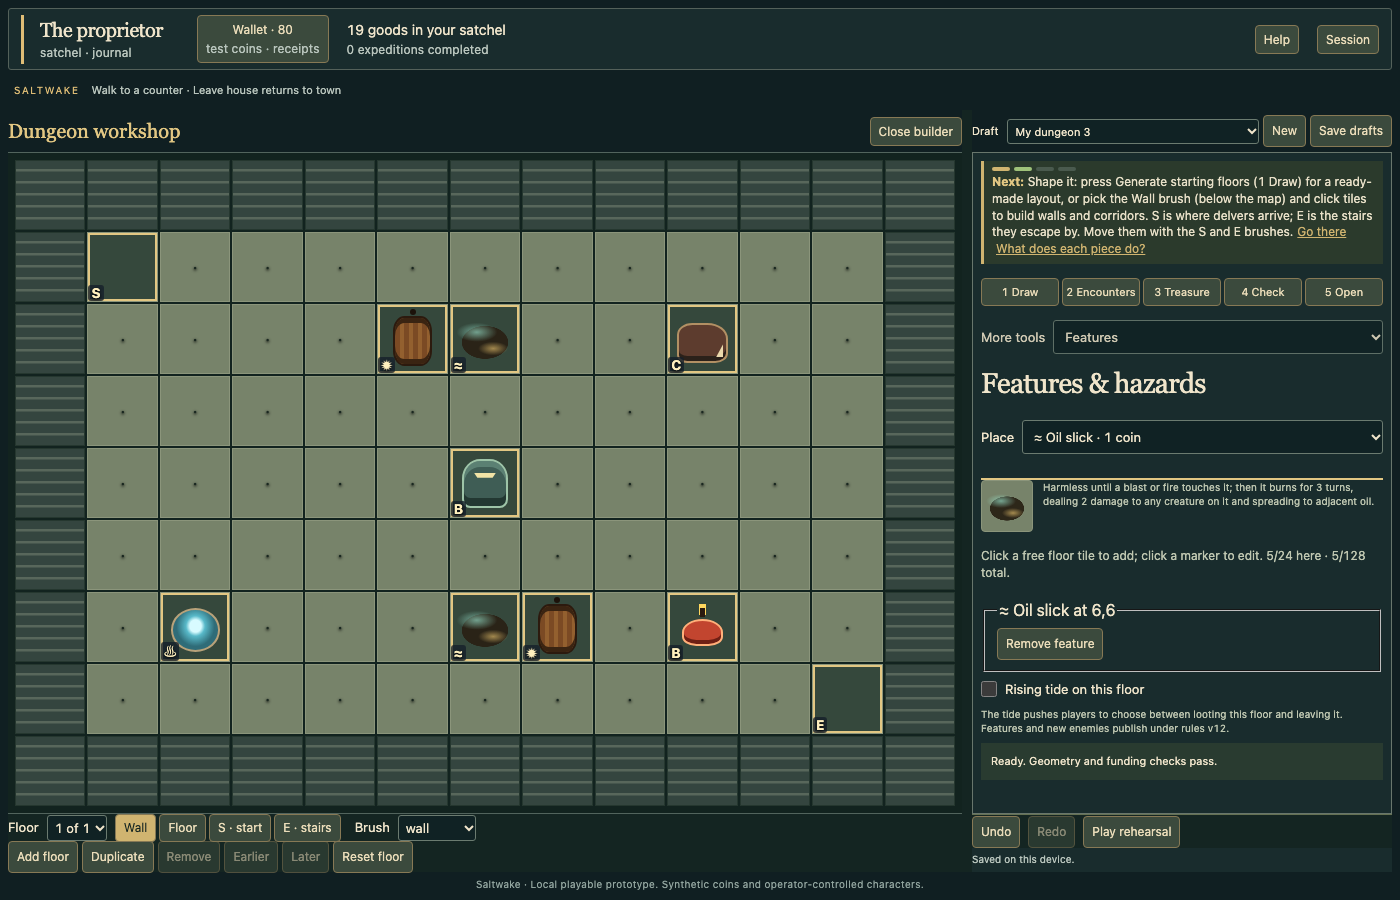 The proprietor
satchel · journal
Wallet · 80
test coins · receipts
19 goods in your satchel
0 expeditions completed
Help
Session
SALTWAKE Walk to a counter · Leave house returns to town
Dungeon workshop
Close builder
Draft
My dungeon 3
New
Save drafts
S
✹
≈
C
B
♨
≈
✹
B
E
Next: Shape it: press Generate starting floors (1 Draw) for a ready-
made layout, or pick the Wall brush (below the map) and click tiles
to build walls and corridors. S is where delvers arrive; E is the stairs
they escape by. Move them with the S and E brushes. Go there
What does each piece do?
1 Draw
2 Encounters
3 Treasure
4 Check
5 Open
More tools
Features
Features & hazards
Place
≈ Oil slick · 1 coin
Harmless until a blast or fire touches it; then it burns for 3 turns,
dealing 2 damage to any creature on it and spreading to adjacent oil.
Click a free floor tile to add; click a marker to edit. 5/24 here · 5/128
total.
≈ Oil slick at 6,6
Remove feature
Rising tide on this floor
The tide pushes players to choose between looting this floor and leaving it.
Features and new enemies publish under rules v12.
Ready. Geometry and funding checks pass.
Floor
1 of 1
Wall
Floor
S · start
E · stairs
Brush
wall
Add floor
Duplicate
Remove
Earlier
Later
Reset floor
Undo
Redo
Play rehearsal
Saved on this device.
Saltwake · Local playable prototype. Synthetic coins and operator-controlled characters.